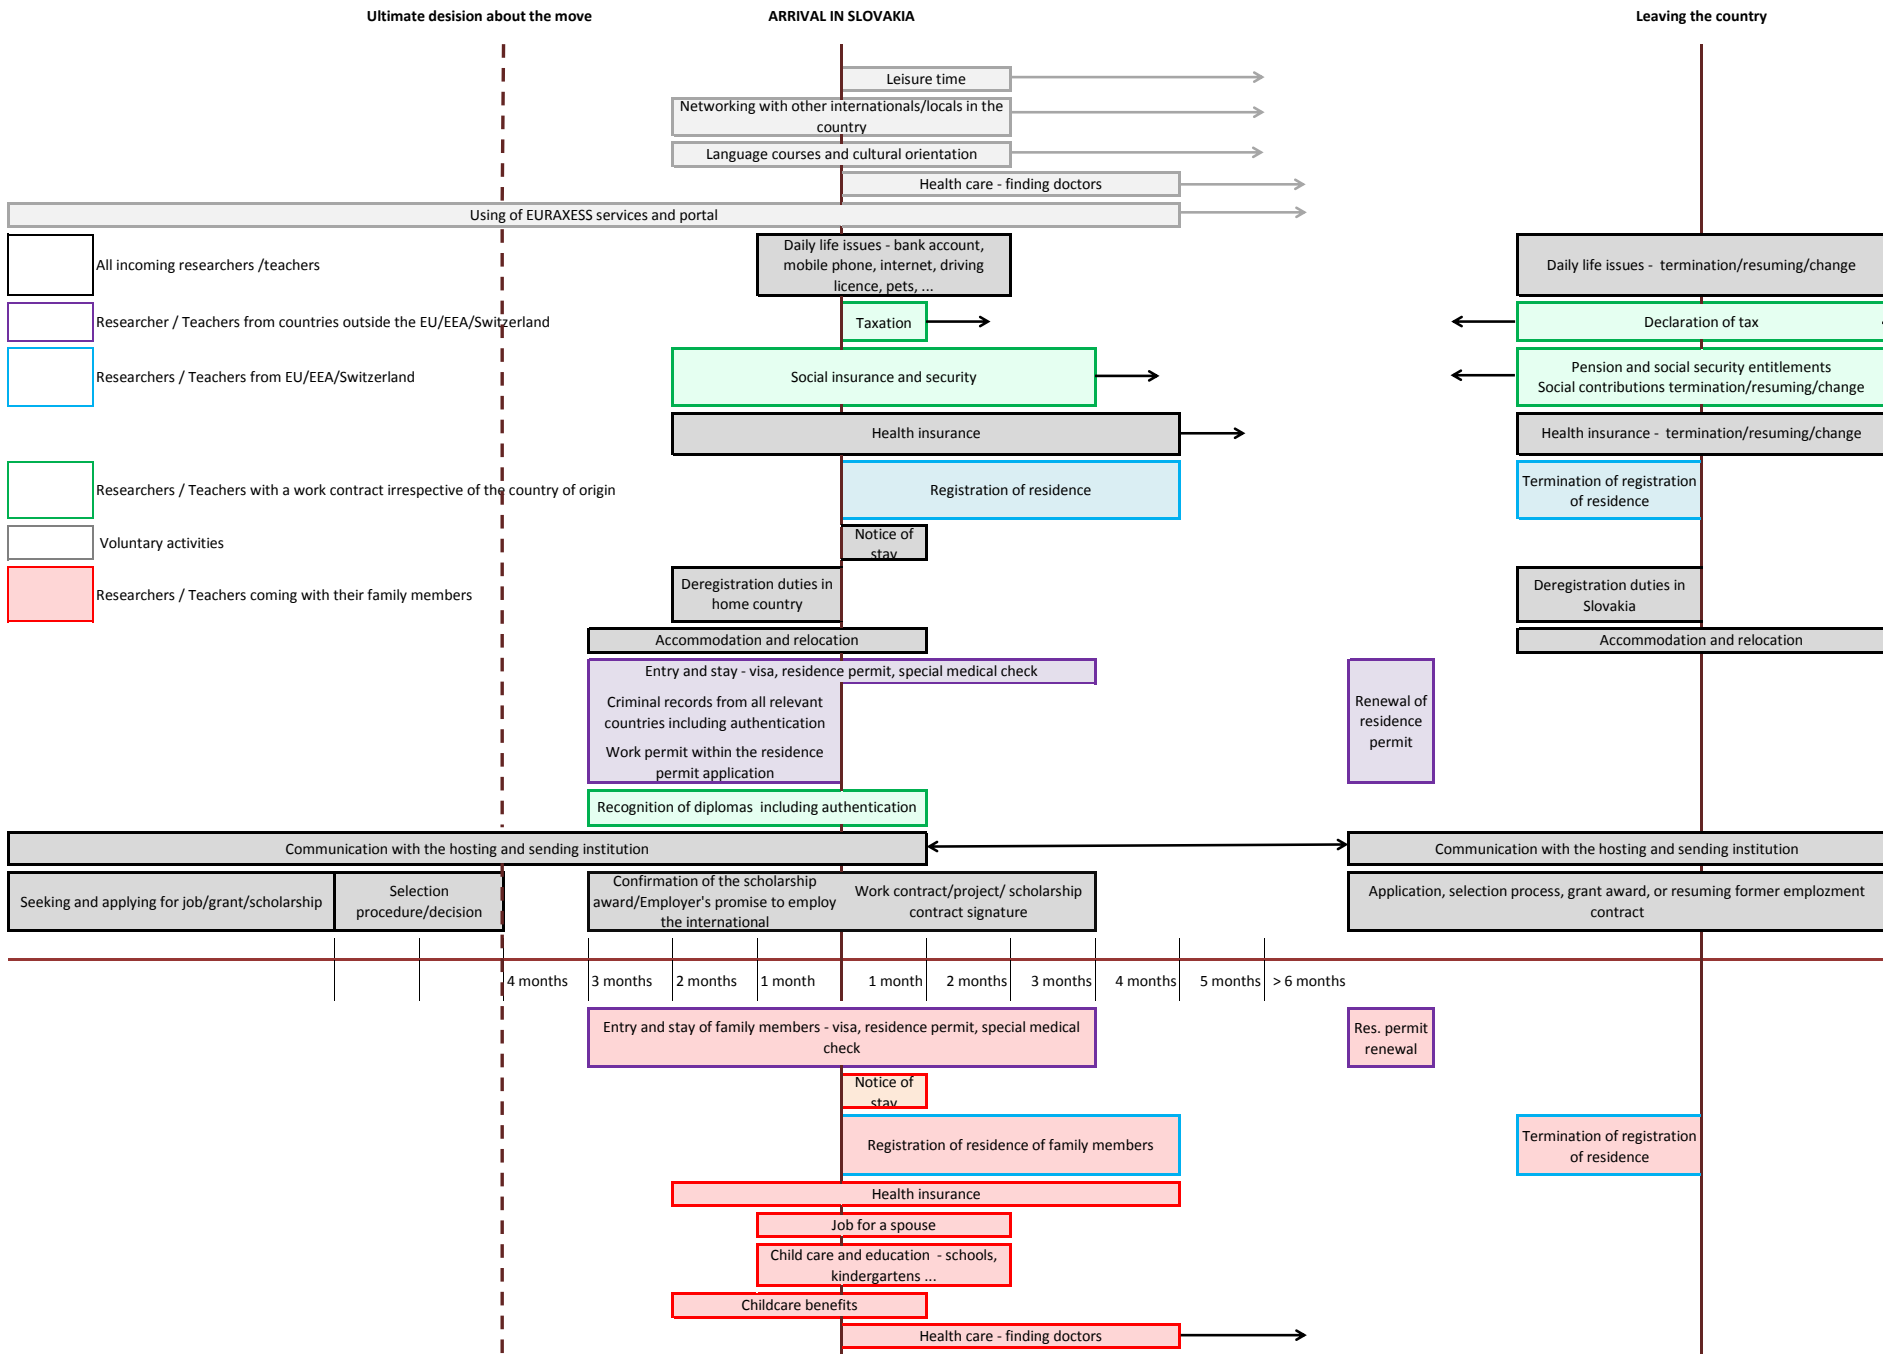 Ultimate desision about the move
ARRIVAL IN SLOVAKIA
Leaving the country
Leisure time
Networking with other internationals/locals in the
country
Language courses and cultural orientation
Health care - finding doctors
Using of EURAXESS services and portal
All incoming researchers /teachers
Daily life issues - bank account,
mobile phone, internet, driving
licence, pets, ...
Daily life issues -  termination/resuming/change
Researcher / Teachers from countries outside the EU/EEA/Switzerland
Taxation
Declaration of tax
Researchers / Teachers from EU/EEA/Switzerland
Social insurance and security
Pension and social security entitlements
Social contributions termination/resuming/change
Health insurance
Health insurance -  termination/resuming/change
Researchers / Teachers with a work contract irrespective of the country of origin
Registration of residence
Termination of registration
of residence
Voluntary activities
Notice of
stay
Researchers / Teachers coming with their family members
Deregistration duties in
home country
Deregistration duties in
Slovakia
Accommodation and relocation
Accommodation and relocation
Entry and stay - visa, residence permit, special medical check
Criminal records from all relevant
countries including authentication
Work permit within the residence
permit application
Renewal of
residence
permit
Recognition of diplomas  including authentication
Communication with the hosting and sending institution
Communication with the hosting and sending institution
Seeking and applying for job/grant/scholarship
Selection
procedure/decision
Confirmation of the scholarship
award/Employer's promise to employ
the international
Work contract/project/ scholarship
contract signature
Application, selection process, grant award, or resuming former emplozment
contract
4 months
3 months
2 months
1 month
1 month
2 months
3 months
4 months
5 months
> 6 months
Entry and stay of family members - visa, residence permit, special medical
check
Res. permit
renewal
Notice of
stay
Registration of residence of family members
Termination of registration
of residence
Health insurance
Job for a spouse
Child care and education  - schools,
kindergartens ...
Childcare benefits
Health care - finding doctors